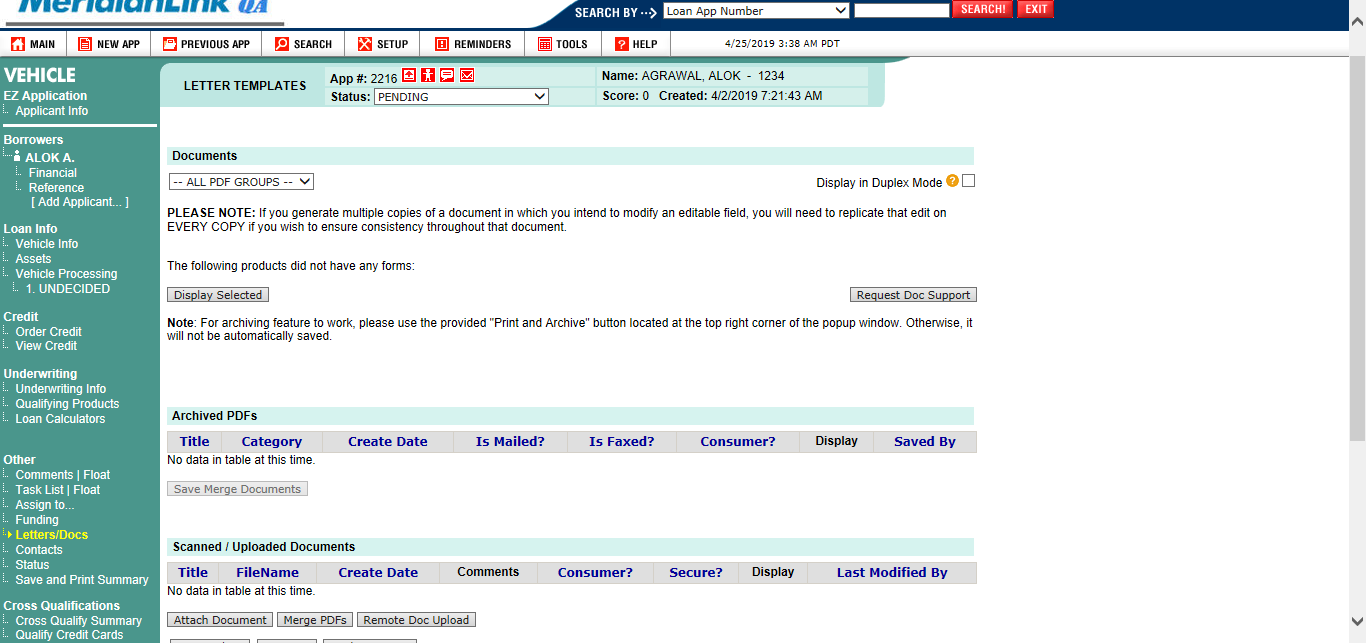 MeridianLink QA
SEARCH BY ··> Loan App Number SEARCH! EXIT
MAIN NEW APP PREVIOUS APP SEARCH SETUP REMINDERS TOOLS HELP 4/25/2019 3:38 AM PDT
VEHICLE
EZ Application
Applicant Info
Borrowers
ALOK A.
Financial
Reference
[ Add Applicant... ]
Loan Info
Vehicle Info
Assets
Vehicle Processing
1. UNDECIDED
Credit
Order Credit
View Credit
Underwriting
Underwriting Info
Qualifying Products
Loan Calculators
Other
Comments | Float
Task List | Float
Assign to...
Funding
Letters/Docs
Contacts
Status
Save and Print Summary
Cross Qualifications
Cross Qualify Summary
Qualify Credit Cards
LETTER TEMPLATES
App #: 2216
Status: PENDING
Name: AGRAWAL, ALOK - 1234
Score: 0 Created: 4/2/2019 7:21:43 AM
Documents
-- ALL PDF GROUPS -- Display in Duplex Mode ?
PLEASE NOTE: If you generate multiple copies of a document in which you intend to modify an editable field, you will need to replicate that edit on
EVERY COPY if you wish to ensure consistency throughout that document.
The following products did not have any forms:
Display Selected Request Doc Support
Note: For archiving feature to work, please use the provided "Print and Archive" button located at the top right corner of the popup window. Otherwise, it
will not be automatically saved.
Archived PDFs
Title Category Create Date Is Mailed? Is Faxed? Consumer? Display Saved By
No data in table at this time.
Save Merge Documents
Scanned / Uploaded Documents
Title FileName Create Date Comments Consumer? Secure? Display Last Modified By
No data in table at this time.
Attach Document Merge PDFs Remote Doc Upload